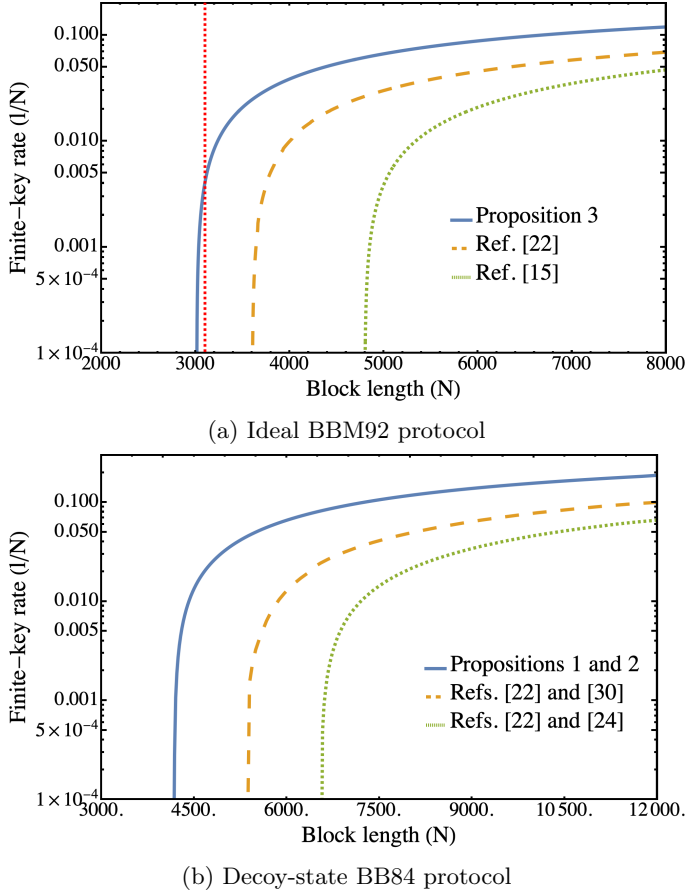 0.100
0.050
0.010
0.005
0.001
5×10⁻⁴
1×10⁻⁴
Finite-key rate (l/N)
Proposition 3
Ref. [22]
Ref. [15]
2000 3000 4000 5000 6000 7000 8000
Block length (N)
(a) Ideal BBM92 protocol
0.100
0.050
0.010
0.005
0.001
5×10⁻⁴
1×10⁻⁴
Finite-key rate (l/N)
Propositions 1 and 2
Refs. [22] and [30]
Refs. [22] and [24]
3000. 4500. 6000. 7500. 9000. 10500. 12000.
Block length (N)
(b) Decoy-state BB84 protocol